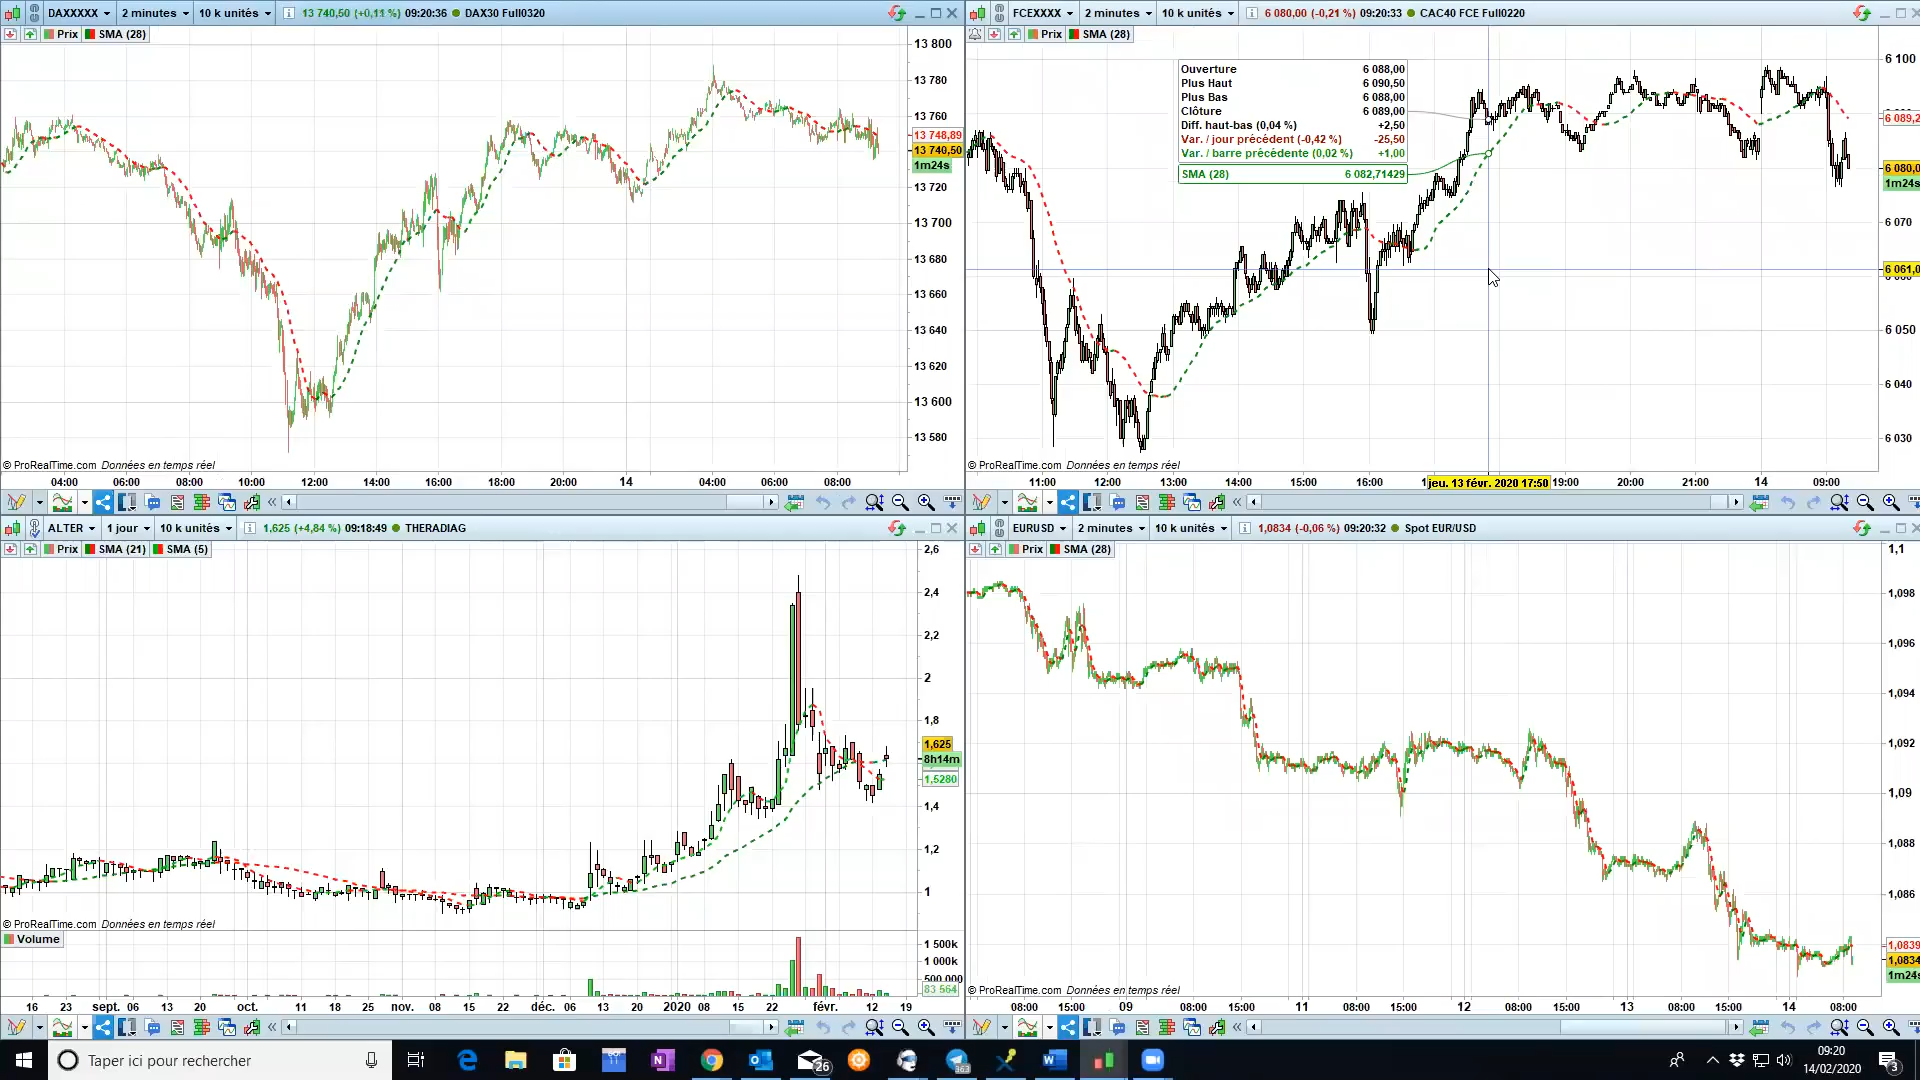 DAXXXXX 2 minutes 10 k unités 13 740,50 (+0,11 %) 09:20:36 DAX30 Full0320
Prix SMA (28)
13 800
13 780
13 760
13 748,89
13 740,50
1m24s
13 720
13 700
13 680
13 660
13 640
13 620
13 600
13 580
© ProRealTime.com Données en temps réel
04:00 06:00 08:00 10:00 12:00 14:00 16:00 18:00 20:00 14 04:00 06:00 08:00
FCEXXXX 2 minutes 10 k unités 6 080,00 (-0,21 %) 09:20:33 CAC40 FCE Full0220
Prix SMA (28)
Ouverture 6 088,00
Plus Haut 6 090,50
Plus Bas 6 088,00
Clôture 6 089,00
Diff. haut-bas (0,04 %) +2,50
Var. / jour précédent (-0,42 %) -25,50
Var. / barre précédente (0,02 %) +1,00
SMA (28) 6 082,71429
6 100
6 089,2
6 080,0
1m24s
6 070
6 061,0
6 050
6 040
6 030
© ProRealTime.com Données en temps réel
11:00 12:00 13:00 14:00 15:00 16:00 jeu. 13 févr. 2020 17:50 19:00 20:00 21:00 14 09:00
ALTER 1 jour 10 k unités 1,625 (+4,84 %) 09:18:49 THERADIAG
Prix SMA (21) SMA (5)
2,6
2,4
2,2
2
1,8
1,625
8h14m
1,5280
1,4
1,2
1
© ProRealTime.com Données en temps réel
Volume
1 500k
1 000k
500 000
83 564
16 23 sept. 06 13 20 oct. 11 18 25 nov. 08 15 22 déc. 06 13 20 2020 08 15 22 févr. 12 19
EURUSD 2 minutes 10 k unités 1,0834 (-0,06 %) 09:20:32 Spot EUR/USD
Prix SMA (28)
1,1
1,098
1,096
1,094
1,092
1,09
1,088
1,086
1,0839
1,0834
1m24s
© ProRealTime.com Données en temps réel
08:00 15:00 09 08:00 15:00 11 08:00 15:00 12 08:00 15:00 13 08:00 15:00 14 08:00
Taper ici pour rechercher
26
363
09:20
14/02/2020
3